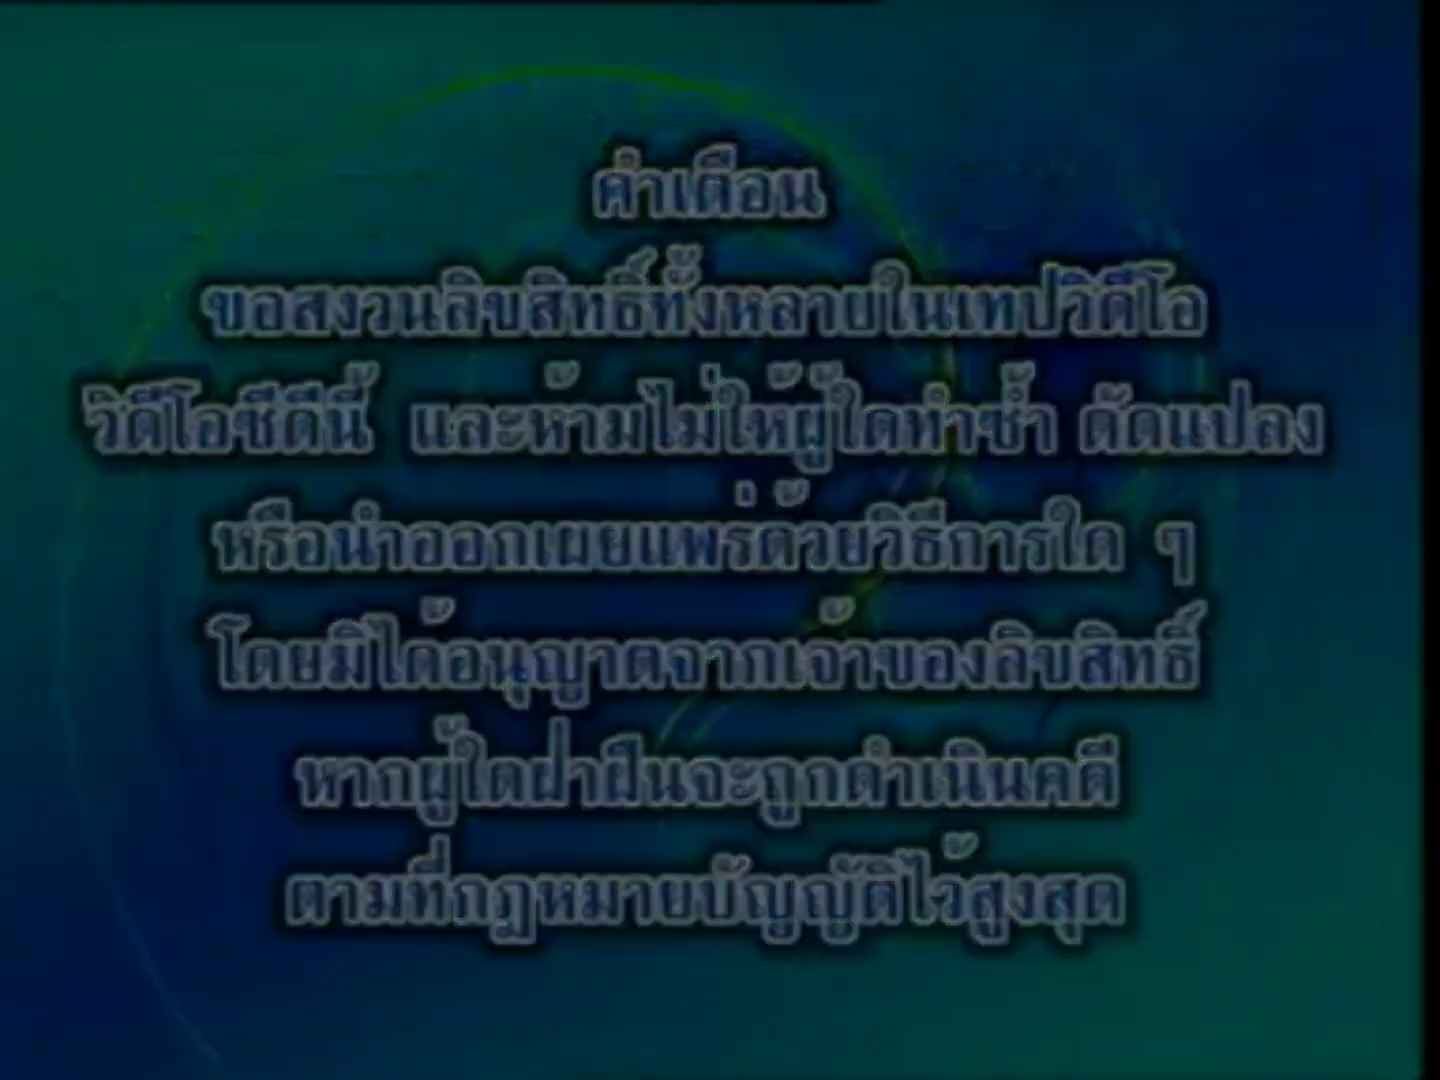 คำเตือน
ขอสงวนลิขสิทธิ์ทั้งหลายในเทปวิดีโอ
วิดีโอซีดีนี้ และห้ามไม่ให้ผู้ใดทำซ้ำ ดัดแปลง
หรือนำออกเผยแพร่ด้วยวิธีการใด ๆ
โดยมิได้อนุญาตจากเจ้าของลิขสิทธิ์
หากผู้ใดฝ่าฝืนจะถูกดำเนินคดี
ตามที่กฎหมายบัญญัติไว้สูงสุด